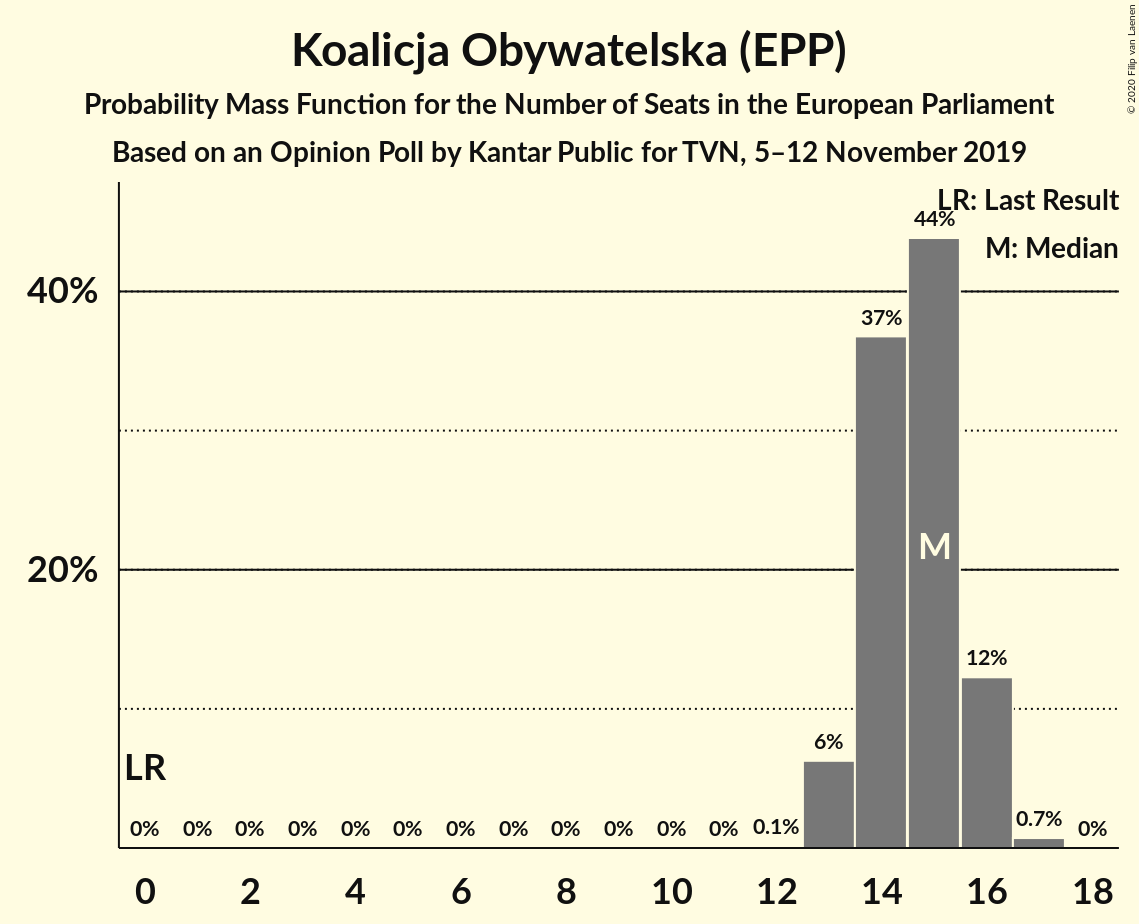 Koalicja Obywatelska (EPP)
Probability Mass Function for the Number of Seats in the European Parliament
Based on an Opinion Poll by Kantar Public for TVN, 5–12 November 2019
© 2020 Filip van Laenen
LR: Last Result
M: Median
40%
20%
44%
37%
M
12%
6%
LR
0% 0% 0% 0% 0% 0% 0% 0% 0% 0% 0% 0% 0.1% 0.7% 0%
0 2 4 6 8 10 12 14 16 18